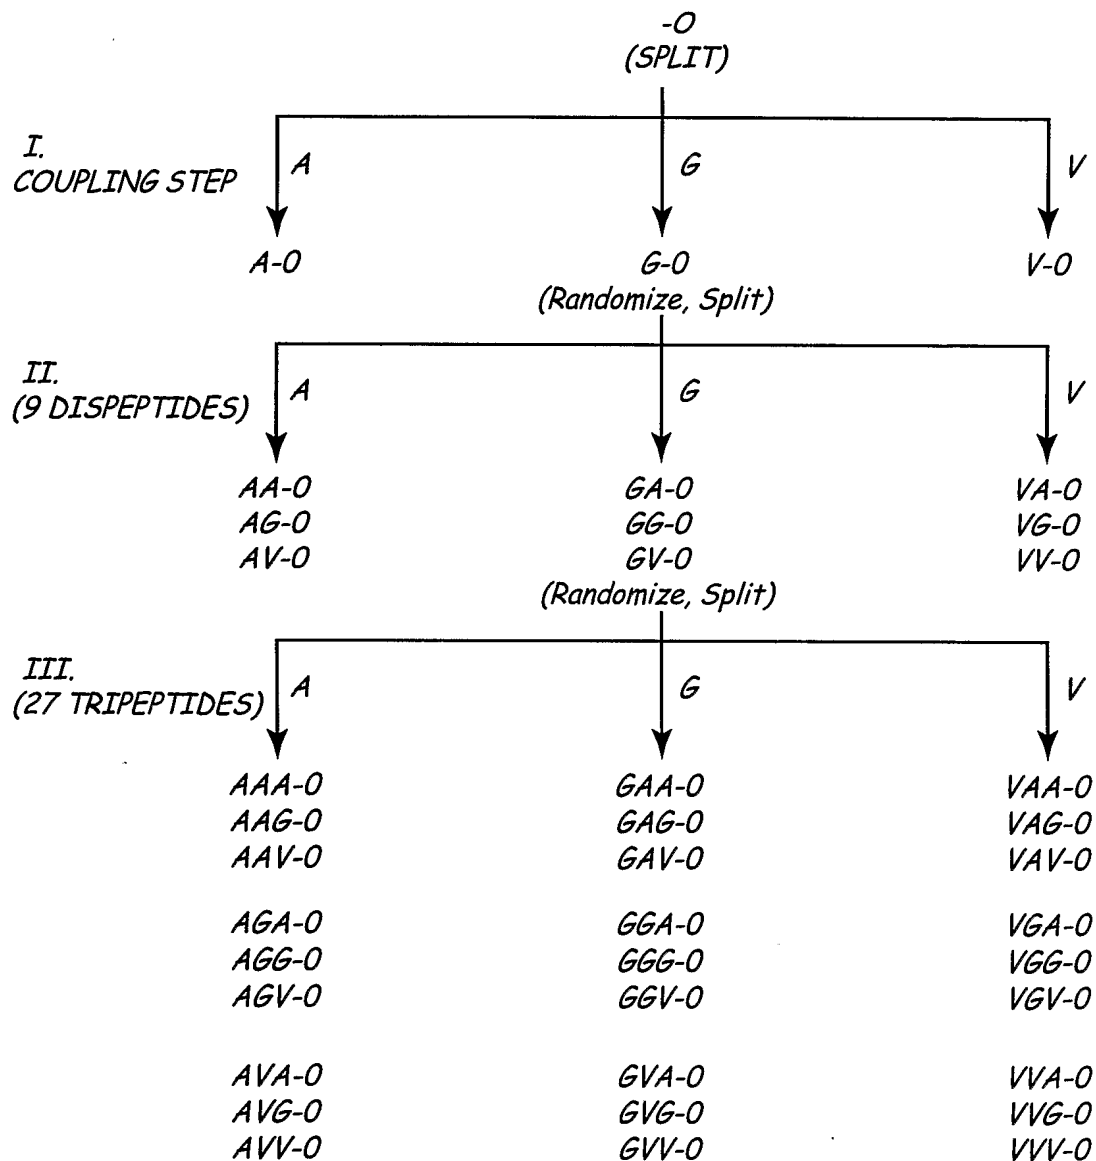 -O
(SPLIT)
I.
COUPLING STEP
A G V
A-O G-O V-O
(Randomize, Split)
II.
(9 DISPEPTIDES)
A G V
AA-O GA-O VA-O
AG-O GG-O VG-O
AV-O GV-O VV-O
(Randomize, Split)
III.
(27 TRIPEPTIDES)
A G V
AAA-O GAA-O VAA-O
AAG-O GAG-O VAG-O
AAV-O GAV-O VAV-O
AGA-O GGA-O VGA-O
AGG-O GGG-O VGG-O
AGV-O GGV-O VGV-O
AVA-O GVA-O VVA-O
AVG-O GVG-O VVG-O
AVV-O GVV-O VVV-O